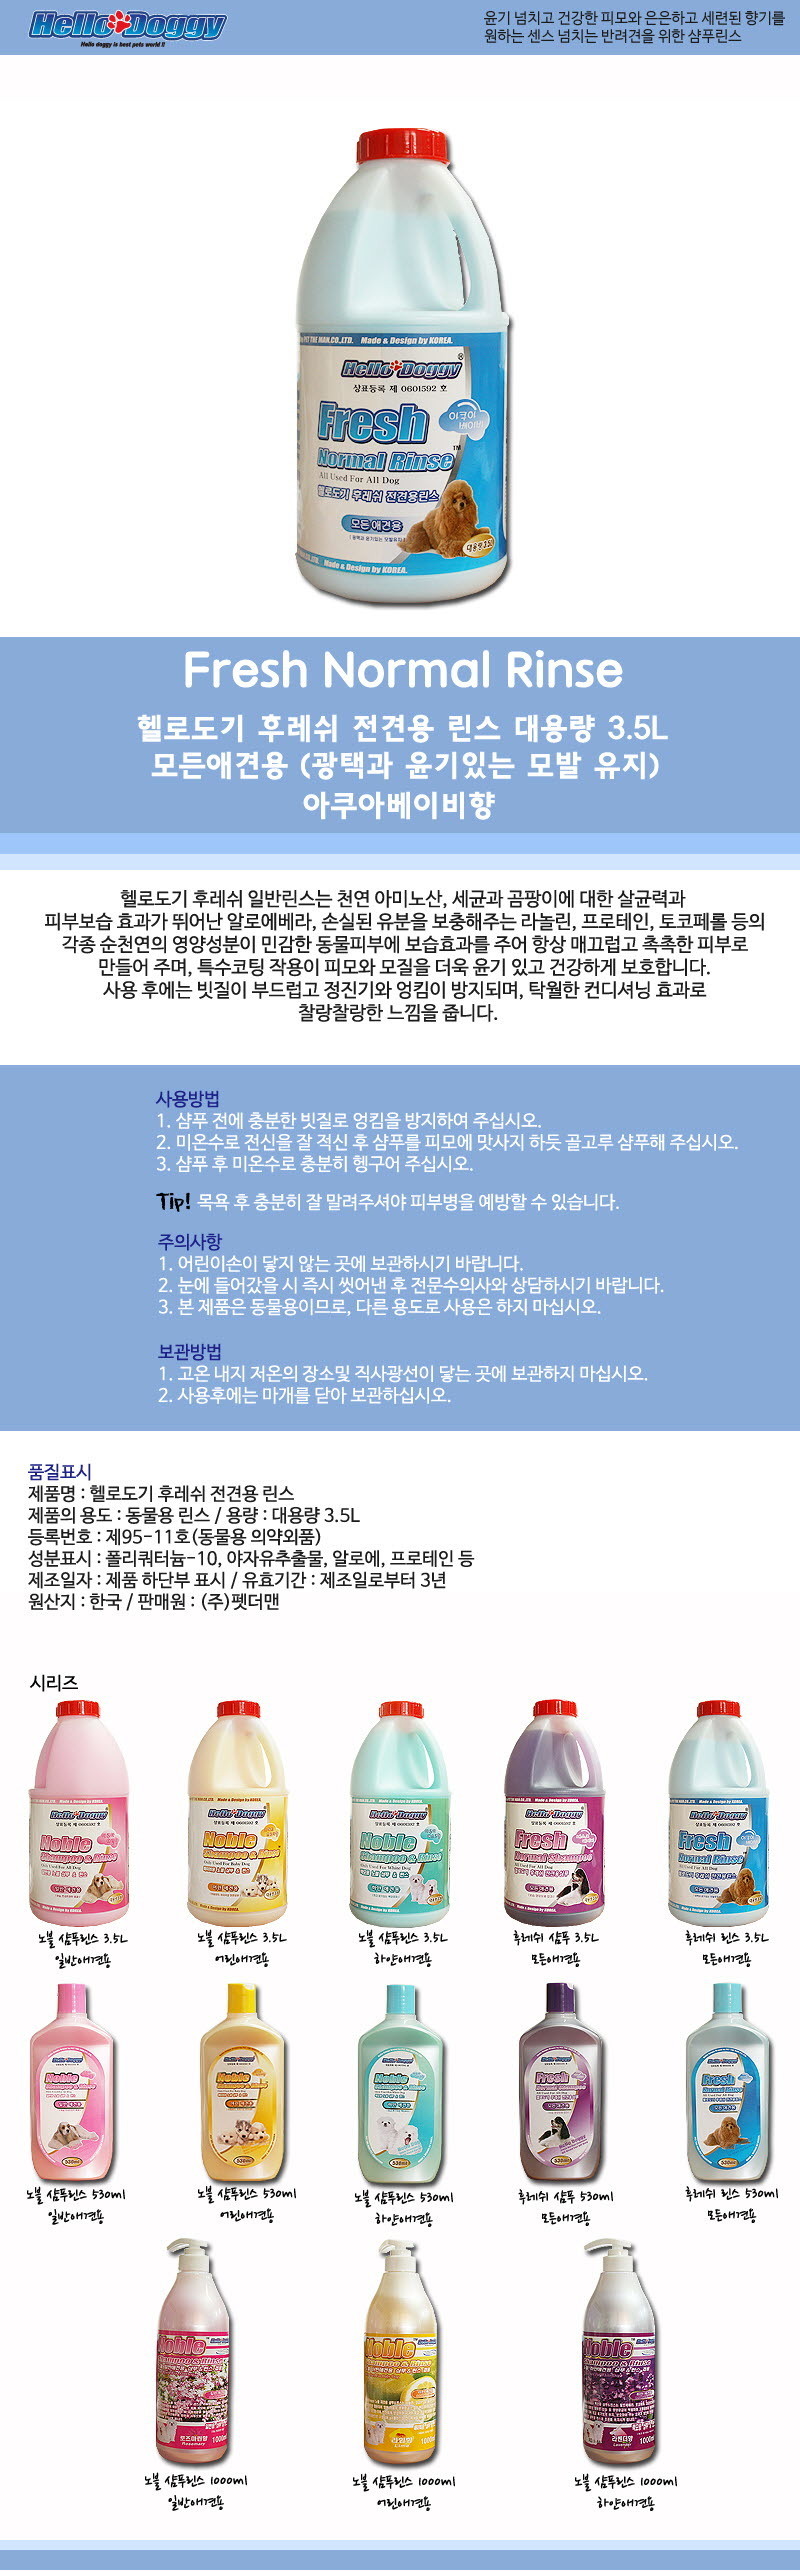 Hello Doggy
Hello doggy is best pets world !!
윤기 넘치고 건강한 피모와 은은하고 세련된 향기를
원하는 센스 넘치는 반려견을 위한 샴푸린스
PET THE MAN.CO.,LTD. Made & Design by KOREA.
Hello Doggy®
상표등록 제 0601592 호
Fresh
아쿠아
베이비
Normal Rinse™
All Used For All Dog
헬로도기 후레쉬 전견용린스
모든 애견용
대용량 3.5L
Made & Design by KOREA.
Fresh Normal Rinse
헬로도기 후레쉬 전견용 린스 대용량 3.5L
모든애견용 (광택과 윤기있는 모발 유지)
아쿠아베이비향
헬로도기 후레쉬 일반린스는 천연 아미노산, 세균과 곰팡이에 대한 살균력과
피부보습 효과가 뛰어난 알로에베라, 손실된 유분을 보충해주는 라놀린, 프로테인, 토코페롤 등의
각종 순천연의 영양성분이 민감한 동물피부에 보습효과를 주어 항상 매끄럽고 촉촉한 피부로
만들어 주며, 특수코팅 작용이 피모와 모질을 더욱 윤기 있고 건강하게 보호합니다.
사용 후에는 빗질이 부드럽고 정진기와 엉킴이 방지되며, 탁월한 컨디셔닝 효과로
찰랑찰랑한 느낌을 줍니다.
사용방법
1. 샴푸 전에 충분한 빗질로 엉킴을 방지하여 주십시오.
2. 미온수로 전신을 잘 적신 후 샴푸를 피모에 맛사지 하듯 골고루 샴푸해 주십시오.
3. 샴푸 후 미온수로 충분히 헹구어 주십시오.
Tip! 목욕 후 충분히 잘 말려주셔야 피부병을 예방할 수 있습니다.
주의사항
1. 어린이손이 닿지 않는 곳에 보관하시기 바랍니다.
2. 눈에 들어갔을 시 즉시 씻어낸 후 전문수의사와 상담하시기 바랍니다.
3. 본 제품은 동물용이므로, 다른 용도로 사용은 하지 마십시오.
보관방법
1. 고온 내지 저온의 장소및 직사광선이 닿는 곳에 보관하지 마십시오.
2. 사용후에는 마개를 닫아 보관하십시오.
품질표시
제품명 : 헬로도기 후레쉬 전견용 린스
제품의 용도 : 동물용 린스 / 용량 : 대용량 3.5L
등록번호 : 제95-11호(동물용 의약외품)
성분표시 : 폴리쿼터늄-10, 야자유추출물, 알로에, 프로테인 등
제조일자 : 제품 하단부 표시 / 유효기간 : 제조일로부터 3년
원산지 : 한국 / 판매원 : (주)펫더맨
시리즈
노블 샴푸린스 3.5L 노블 샴푸린스 3.5L 노블 샴푸린스 3.5L 후레쉬 샴푸 3.5L 후레쉬 린스 3.5L
일반애견용 어린애견용 하얀애견용 모든애견용 모든애견용
노블 샴푸린스 530ml 노블 샴푸린스 530ml 노블 샴푸린스 530ml 후레쉬 샴푸 530ml 후레쉬 린스 530ml
일반애견용 어린애견용 하얀애견용 모든애견용 모든애견용
노블 샴푸린스 1000ml 노블 샴푸린스 1000ml 노블 샴푸린스 1000ml
일반애견용 어린애견용 하얀애견용